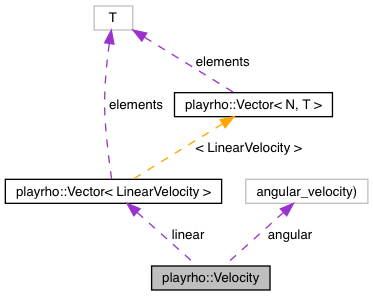 T
elements
playrho::Vector< N, T >
elements
< LinearVelocity >
playrho::Vector< LinearVelocity >
angular_velocity)
linear
angular
playrho::Velocity